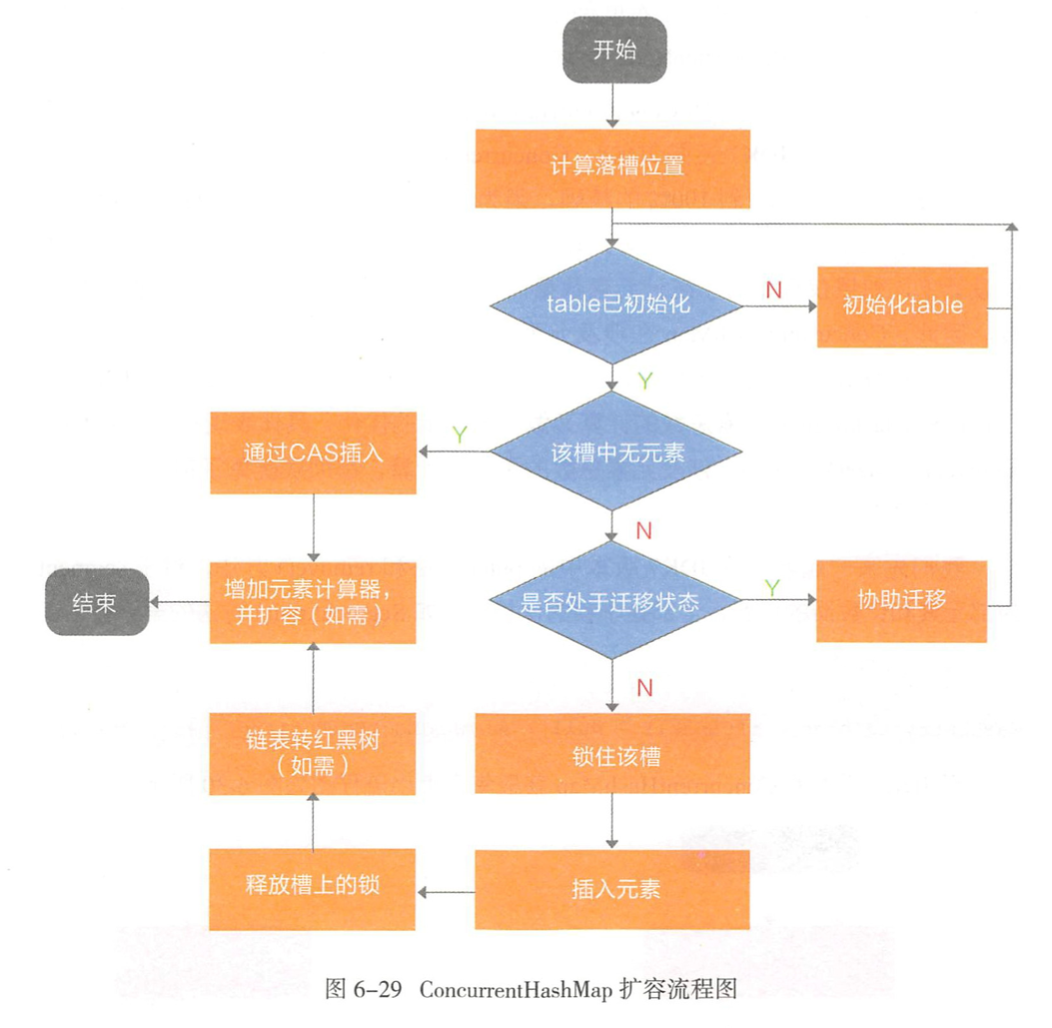 开始
计算落槽位置
table已初始化
N
初始化table
Y
该槽中无元素
Y
通过CAS插入
N
是否处于迁移状态
Y
协助迁移
增加元素计算器，
并扩容（如需）
结束
N
锁住该槽
链表转红黑树
（如需）
插入元素
释放槽上的锁
图 6-29 ConcurrentHashMap 扩容流程图